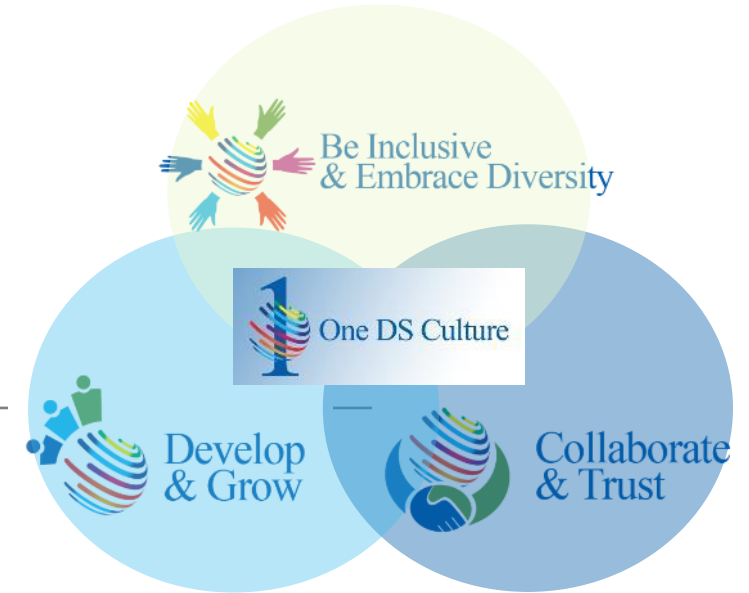 Be Inclusive
& Embrace Diversity
1
One DS Culture
Develop
& Grow
Collaborate
& Trust